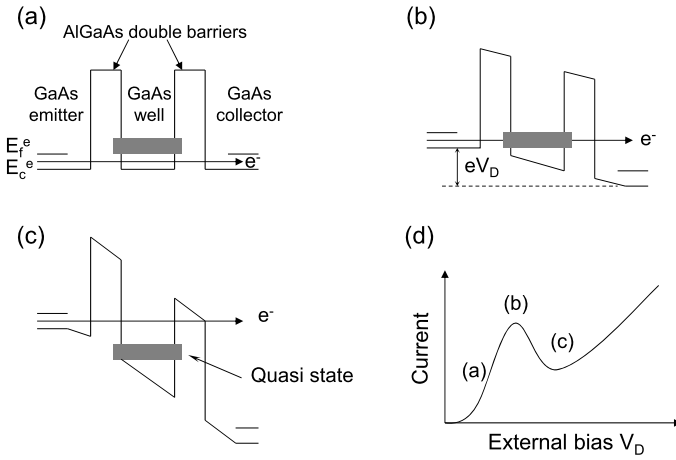 (a)
AlGaAs double barriers
GaAs
emitter
GaAs
well
GaAs
collector
E_f^e
E_c^e
e-
(b)
e-
eV_D
(c)
e-
Quasi state
(d)
Current
(a)
(b)
(c)
External bias V_D